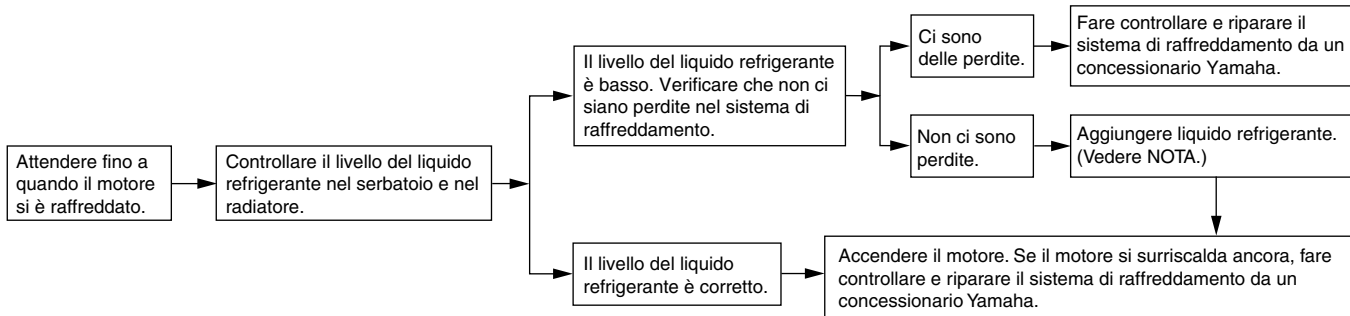 Attendere fino a
quando il motore
si è raffreddato.
Controllare il livello del liquido
refrigerante nel serbatoio e nel
radiatore.
Il livello del liquido refrigerante
è basso. Verificare che non ci
siano perdite nel sistema di
raffreddamento.
Ci sono
delle perdite.
Fare controllare e riparare il
sistema di raffreddamento da un
concessionario Yamaha.
Non ci sono
perdite.
Aggiungere liquido refrigerante.
(Vedere NOTA.)
Il livello del liquido
refrigerante è corretto.
Accendere il motore. Se il motore si surriscalda ancora, fare
controllare e riparare il sistema di raffreddamento da un
concessionario Yamaha.